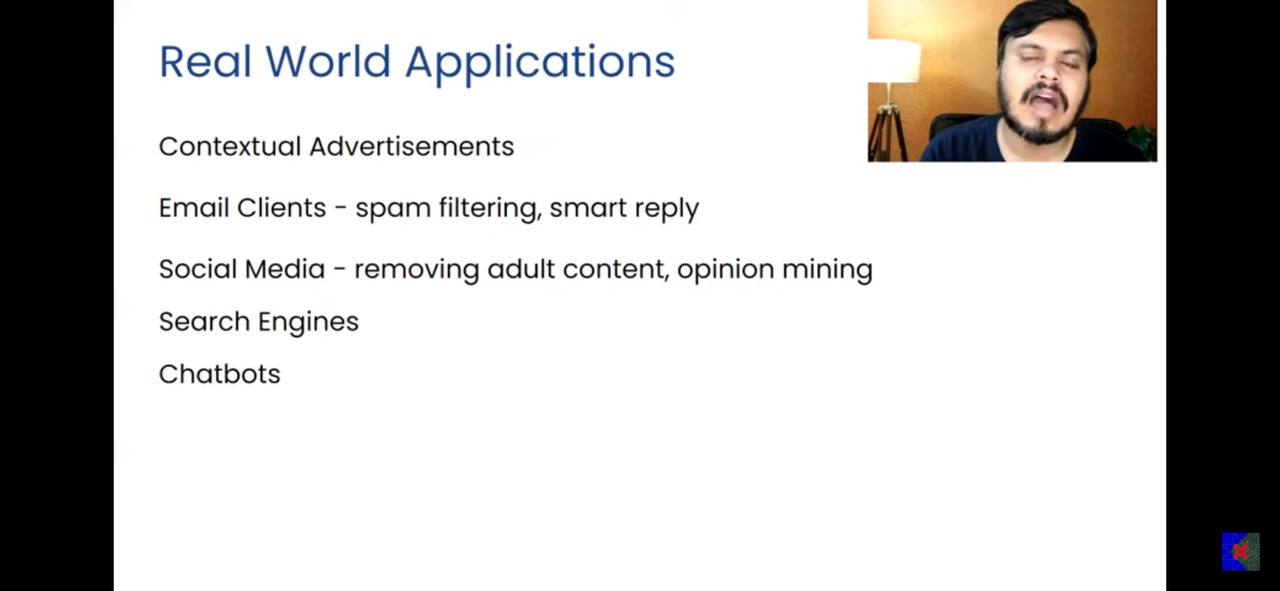 Real World Applications
Contextual Advertisements
Email Clients - spam filtering, smart reply
Social Media - removing adult content, opinion mining
Search Engines
Chatbots